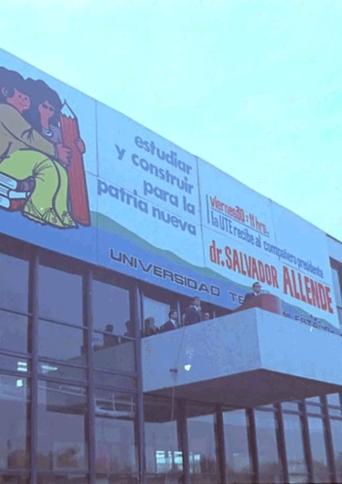 estudiar
y construir
para la
patria nueva
viernes 30 - 11 hrs.
la UTE recibe al compañero presidente
dr. SALVADOR ALLENDE
UNIVERSIDAD